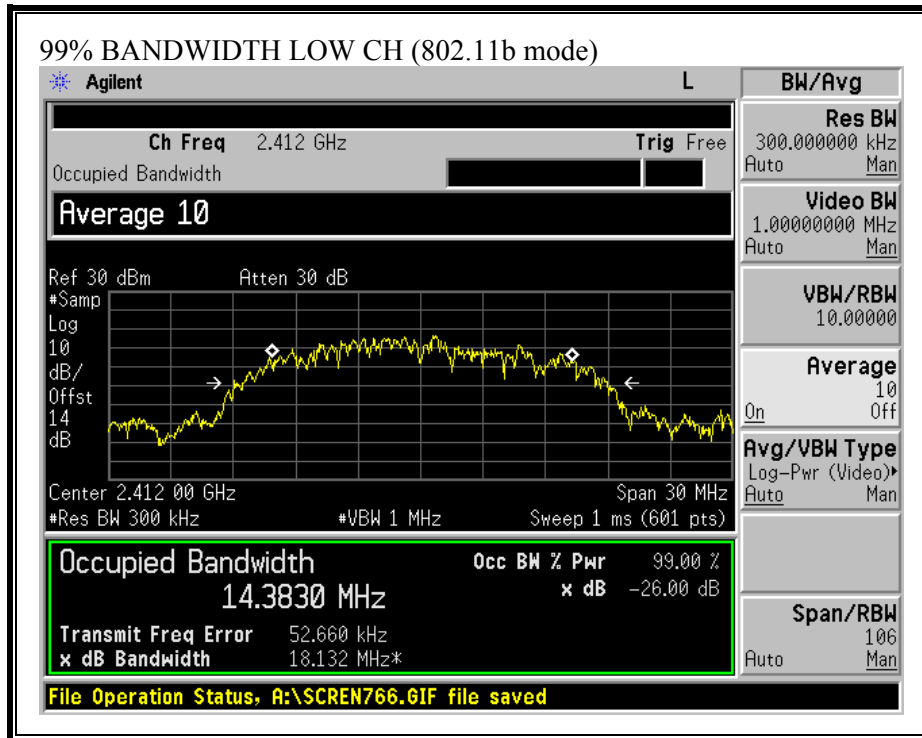 99% BANDWIDTH LOW CH (802.11b mode)
Agilent L
Ch Freq 2.412 GHz Trig Free
Occupied Bandwidth
Average 10
Ref 30 dBm Atten 30 dB
#Samp
Log
10
dB/
Offst
14
dB
Center 2.412 00 GHz Span 30 MHz
#Res BW 300 kHz #VBW 1 MHz Sweep 1 ms (601 pts)
Occupied Bandwidth Occ BW % Pwr 99.00 %
14.3830 MHz x dB -26.00 dB
Transmit Freq Error 52.660 kHz
x dB Bandwidth 18.132 MHz*
File Operation Status, A:\SCREN766.GIF file saved
BW/Avg
Res BW
300.000000 kHz
Auto Man
Video BW
1.00000000 MHz
Auto Man
VBW/RBW
10.00000
Average
10
On Off
Avg/VBW Type
Log-Pwr (Video)
Auto Man
Span/RBW
106
Auto Man